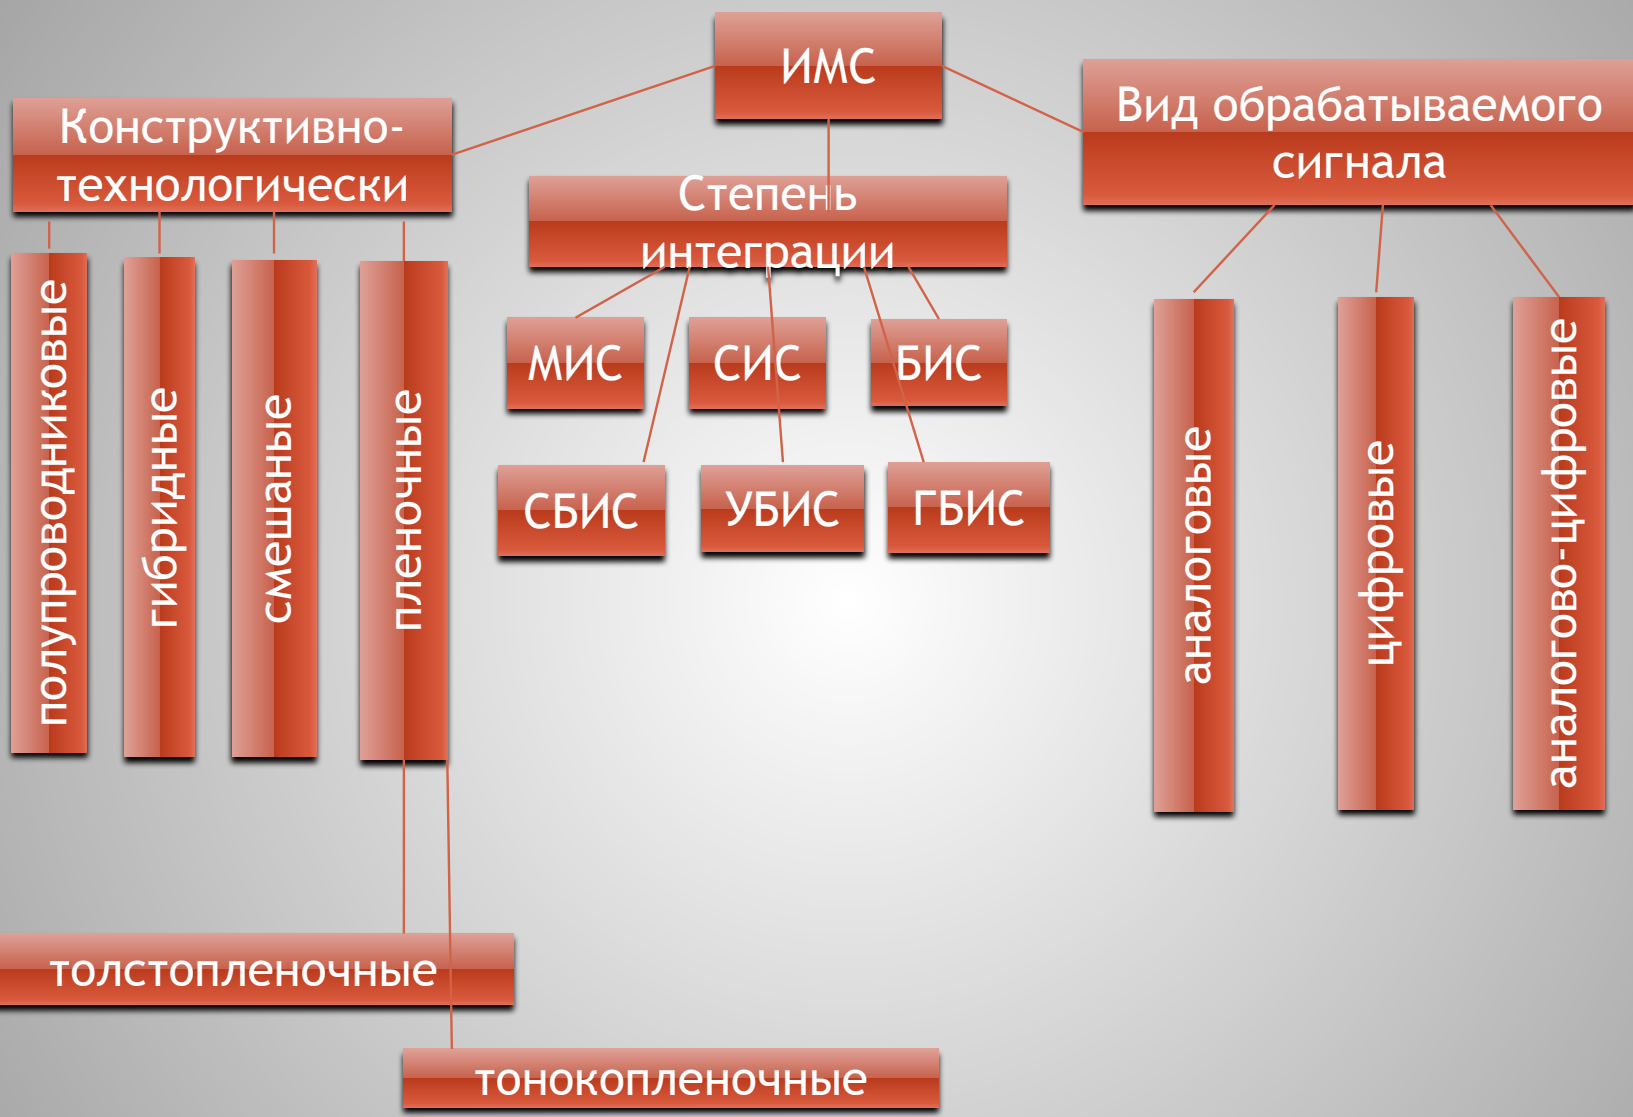 ИМС
Конструктивно-
технологически
Степень
интеграции
Вид обрабатываемого
сигнала
полупроводниковые
гибридные
смешаные
пленочные
МИС
СИС
БИС
СБИС
УБИС
ГБИС
аналоговые
цифровые
аналогово-цифровые
толстопленочные
тонокопленочные